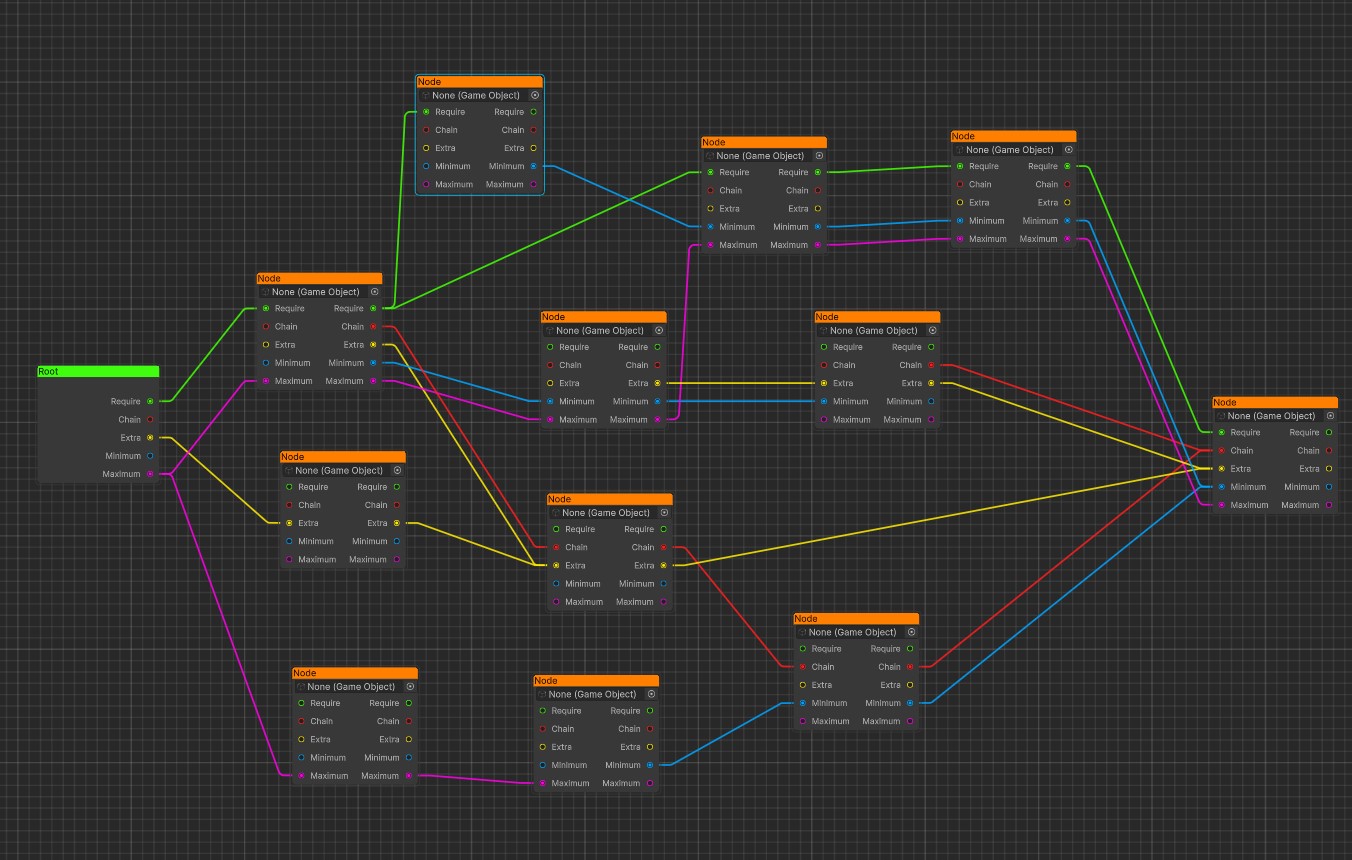 Node
None (Game Object)
Require Require
Chain Chain
Extra Extra
Minimum Minimum
Maximum Maximum
Node
None (Game Object)
Require Require
Chain Chain
Extra Extra
Minimum Minimum
Maximum Maximum
Node
None (Game Object)
Require Require
Chain Chain
Extra Extra
Minimum Minimum
Maximum Maximum
Node
None (Game Object)
Require Require
Chain Chain
Extra Extra
Minimum Minimum
Maximum Maximum
Node
None (Game Object)
Require Require
Chain Chain
Extra Extra
Minimum Minimum
Maximum Maximum
Node
None (Game Object)
Require Require
Chain Chain
Extra Extra
Minimum Minimum
Maximum Maximum
Root
Require
Chain
Extra
Minimum
Maximum
Node
None (Game Object)
Require Require
Chain Chain
Extra Extra
Minimum Minimum
Maximum Maximum
Node
None (Game Object)
Require Require
Chain Chain
Extra Extra
Minimum Minimum
Maximum Maximum
Node
None (Game Object)
Require Require
Chain Chain
Extra Extra
Minimum Minimum
Maximum Maximum
Node
None (Game Object)
Require Require
Chain Chain
Extra Extra
Minimum Minimum
Maximum Maximum
Node
None (Game Object)
Require Require
Chain Chain
Extra Extra
Minimum Minimum
Maximum Maximum
Node
None (Game Object)
Require Require
Chain Chain
Extra Extra
Minimum Minimum
Maximum Maximum